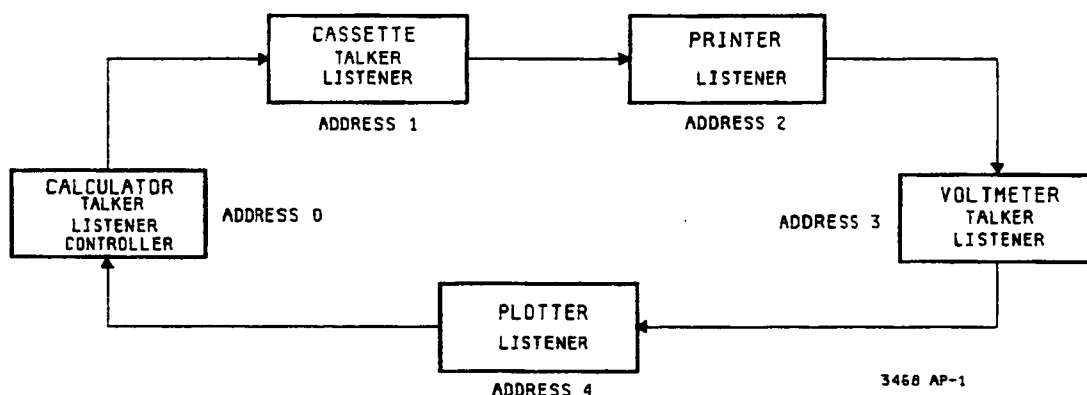 CASSETTE
TALKER
LISTENER
ADDRESS 1
PRINTER
LISTENER
ADDRESS 2
CALCULATOR
TALKER
LISTENER
CONTROLLER
ADDRESS 0
ADDRESS 3
VOLTMETER
TALKER
LISTENER
PLOTTER
LISTENER
ADDRESS 4
3468 AP-1